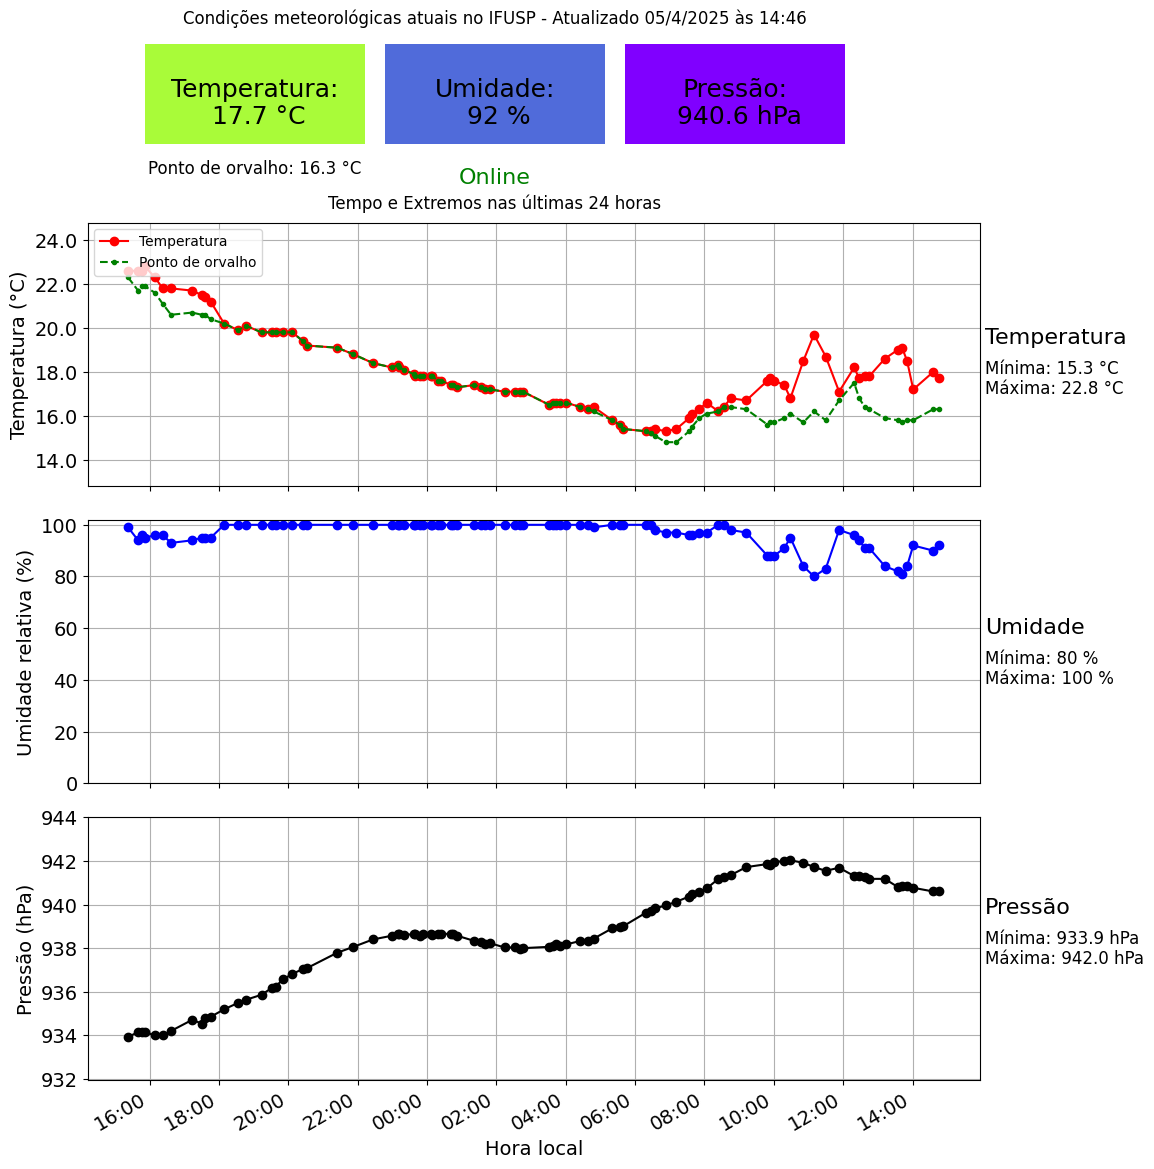 Condições meteorológicas atuais no IFUSP - Atualizado 05/4/2025 às 14:46
Temperatura:
17.7 °C
Umidade:
92 %
Pressão:
940.6 hPa
Ponto de orvalho: 16.3 °C
Online
Tempo e Extremos nas últimas 24 horas
Temperatura (°C)
24.0
22.0
20.0
18.0
16.0
14.0
Temperatura
Ponto de orvalho
Temperatura
Mínima: 15.3 °C
Máxima: 22.8 °C
Umidade relativa (%)
100
80
60
40
20
0
Umidade
Mínima: 80 %
Máxima: 100 %
Pressão (hPa)
944
942
940
938
936
934
932
Pressão
Mínima: 933.9 hPa
Máxima: 942.0 hPa
16:00
18:00
20:00
22:00
00:00
02:00
04:00
06:00
08:00
10:00
12:00
14:00
Hora local